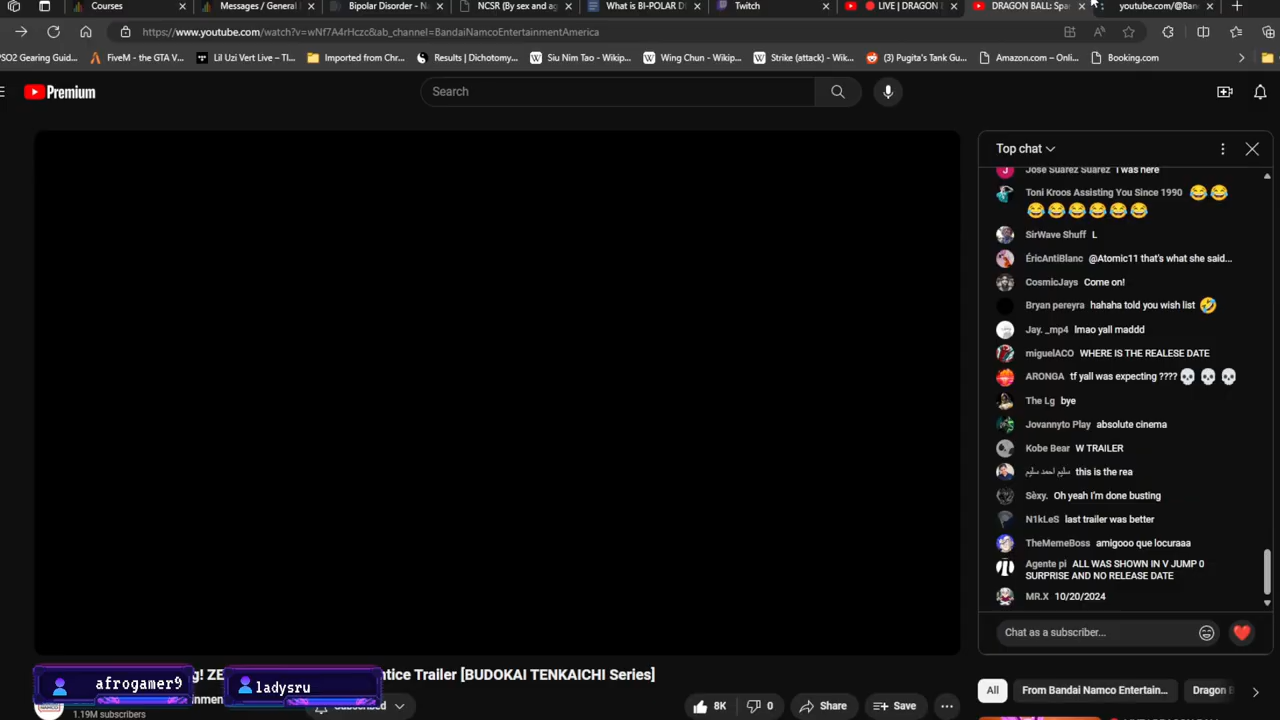 Courses
Messages / General
Bipolar Disorder - Nu
NCSR (By sex and ag
What is BI-POLAR D
Twitch
LIVE | DRAGON
DRAGON BALL: Spa
youtube.com/@Ban
https://www.youtube.com/watch?v=wNf7A4rHczc&ab_channel=BandaiNamcoEntertainmentAmerica
PSO2 Gearing Guid...
FiveM - the GTA V...
Lil Uzi Vert Live – Tl...
Imported from Chr...
Results | Dichotomy...
Siu Nim Tao - Wikip...
Wing Chun - Wikip...
Strike (attack) - Wik...
(3) Pugita's Tank Gu...
Amazon.com – Onli...
Booking.com
Premium
Search
Top chat
Jose Suarez Suarez I was here
Toni Kroos Assisting You Since 1990 😂😂
😂😂😂😂😂😂
SirWave Shuff L
ÉricAntiBlanc @Atomic11 that's what she said...
CosmicJays Come on!
Bryan pereyra hahaha told you wish list 🤣
Jay. _mp4 lmao yall maddd
miguelACO WHERE IS THE REALESE DATE
ARONGA tf yall was expecting ???? 💀💀💀
The Lg bye
Jovannyto Play absolute cinema
Kobe Bear W TRAILER
سليم احمد سليم this is the rea
Sèxy. Oh yeah I'm done busting
N1kLeS last trailer was better
TheMemeBoss amigooo que locuraaa
Agente pi ALL WAS SHOWN IN V JUMP 0
SURPRISE AND NO RELEASE DATE
MR.X 10/20/2024
Chat as a subscriber...
g! ZE
ntice Trailer [BUDOKAI TENKAICHI Series]
afrogamer9
ladysru
inmen
Subscribed
1.19M subscribers
8K
0
Share
Save
All
From Bandai Namco Entertain...
Dragon B